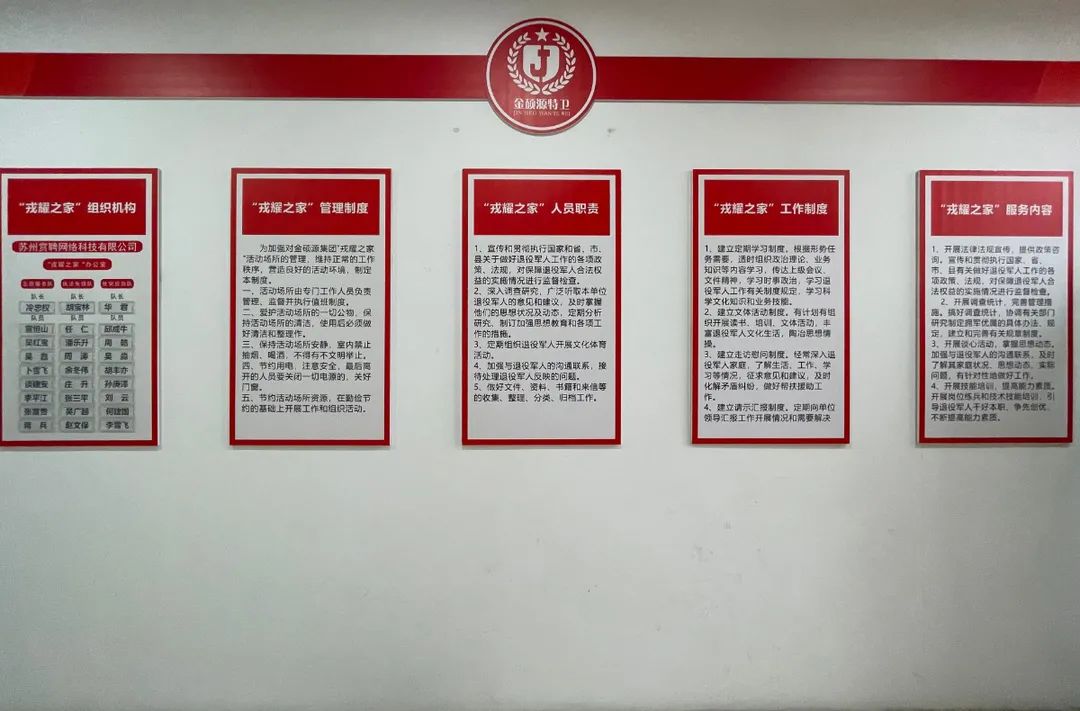 金硕源特卫
“戎耀之家”组织机构
苏州赏聘网络科技有限公司
“戎耀之家”办公室
志愿服务队 执法先锋队 扶贫应急队
队长 队长 队长
冷忠权 胡宝林 华君
队员 队员 队员
宣恒山 任仁 邱成牛
吴红宝 潘乐升 周皓
吴磊 周涛 吴淼
卜雪飞 余冬伟 胡丰亦
谈建安 庄升 孙庚泽
李平江 张兰平 刘云
张富贵 吴广超 何建国
蒋兵 赵文保 李雪飞
“戎耀之家”管理制度
为加强对金硕源集团“戎耀之家
”活动场所的管理，维持正常的工作
秩序，营造良好的活动环境，制定
本制度。
一、活动场所由专门工作人员负责
管理、监督并执行值班制度。
二、爱护活动场所的一切公物，保
持活动场所的清洁，使用后必须做
好清洁和整理作。
三、保持活动场所安静，室内禁止
抽烟、喝酒，不得有不文明举止。
四、节约用电，注意安全，最后离
开的人员要关闭一切电源的，关好
门窗。
五、节约活动场所资源，在勤俭节
约的基础上开展工作和组织活动。
“戎耀之家”人员职责
1、宣传和贯彻执行国家和省、市、
县关于做好退役军人工作的各项政
策、法规，对保障退役军人合法权
益的实施情况进行监督检查。
2、深入调查研究，广泛听取本单位
退役军人的意见和建议，及时掌握
他们的思想状况及动态，定期分析
研究，制订加强思想教育和各项工
作的措施。
3、定期组织退役军人开展文化体育
活动。
4、加强与退役军人的沟通联系，接
待处理退役军人反映的问题。
5、做好文件、资料、书籍和来信等
的收集、整理、分类、归档工作。
“戎耀之家”工作制度
1、建立定期学习制度，根据形势任
务需要，适时组织政治理论、业务
知识等内容学习，传达上级会议、
文件精神，学习时事政治，学习退
役军人工作有关制度规定，学习科
学文化知识和业务技能。
2、建立文体活动制度。有计划有组
织开展读书、培训、文体活动，丰
富退役军人文化生活，陶冶思想情
操。
3、建立走访慰问制度。经常深入退
役军人家庭，了解生活、工作、学
习等情况，征求意见和建议，及时
化解矛盾纠纷，做好帮扶援助工
作。
4、建立请示汇报制度。定期向单位
领导汇报工作开展情况和需要解决
“戎耀之家”服务内容
1、开展法律法规宣传，提供政策咨
询。宣传和贯彻执行国家、省、
市、县有关做好退役军人工作的各
项政策、法规，对保障退役军人合
法权益的实施情况进行监督检查。
2、开展调查统计，完善管理措
施。搞好调查统计，协调有关部门
研究制定拥军优属的具体办法、规
定，建立和完善有关规章制度。
3、开展谈心活动，掌握思想动态。
加强与退役军人的沟通联系，及时
了解其家庭状况、思想动态、实际
问题，有针对性地做好工作。
4、开展技能培训，提高能力素质。
开展岗位练兵和技术技能培训，引
导退役军人干好本职、争先创优，
不断提高能力素质。